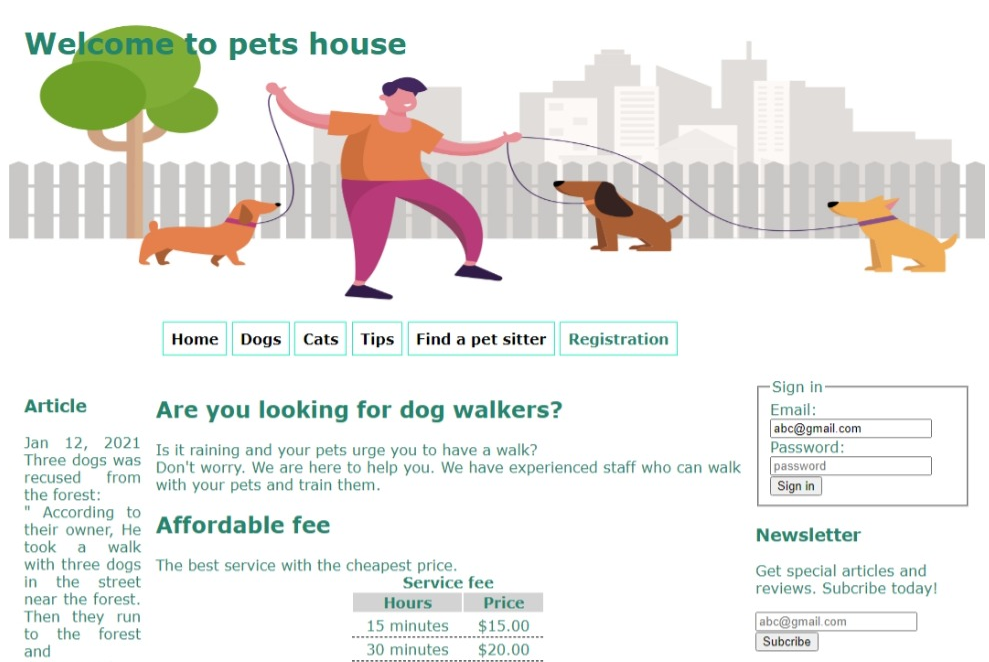 Welcome to pets house
Home Dogs Cats Tips Find a pet sitter Registration
Article
Jan 12, 2021
Three dogs was
recused from
the forest:
" According to
their owner, He
took a walk
with three dogs
in the street
near the forest.
Then they run
to the forest
and
Are you looking for dog walkers?
Is it raining and your pets urge you to have a walk?
Don't worry. We are here to help you. We have experienced staff who can walk
with your pets and train them.
Affordable fee
The best service with the cheapest price.
Service fee
Hours Price
15 minutes $15.00
30 minutes $20.00
Sign in
Email:
abc@gmail.com
Password:
password
Sign in
Newsletter
Get special articles and
reviews. Subcribe today!
abc@gmail.com
Subcribe